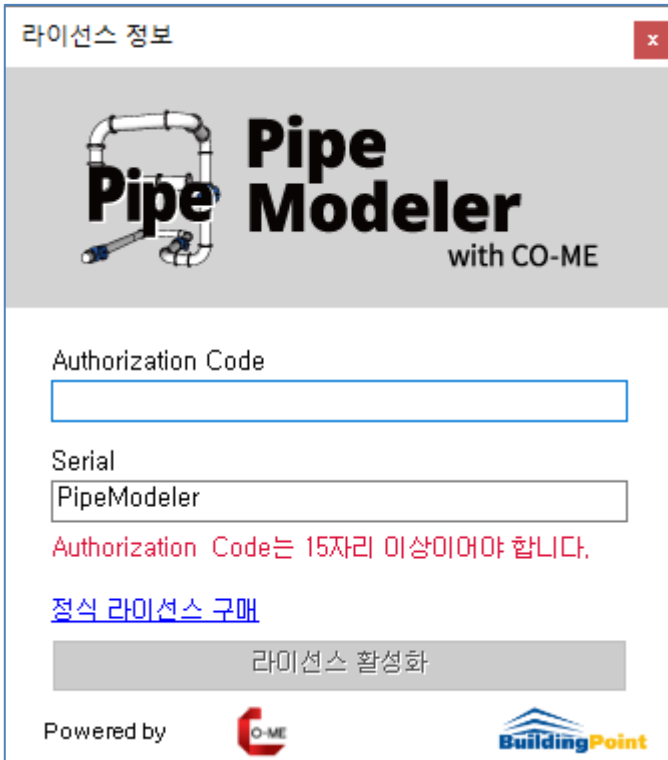 라이선스 정보
x
Pipe
Pipe
Modeler
with CO-ME
Authorization Code
Serial
PipeModeler
Authorization Code는 15자리 이상이어야 합니다.
정식 라이선스 구매
라이선스 활성화
Powered by
CO-ME
BuildingPoint